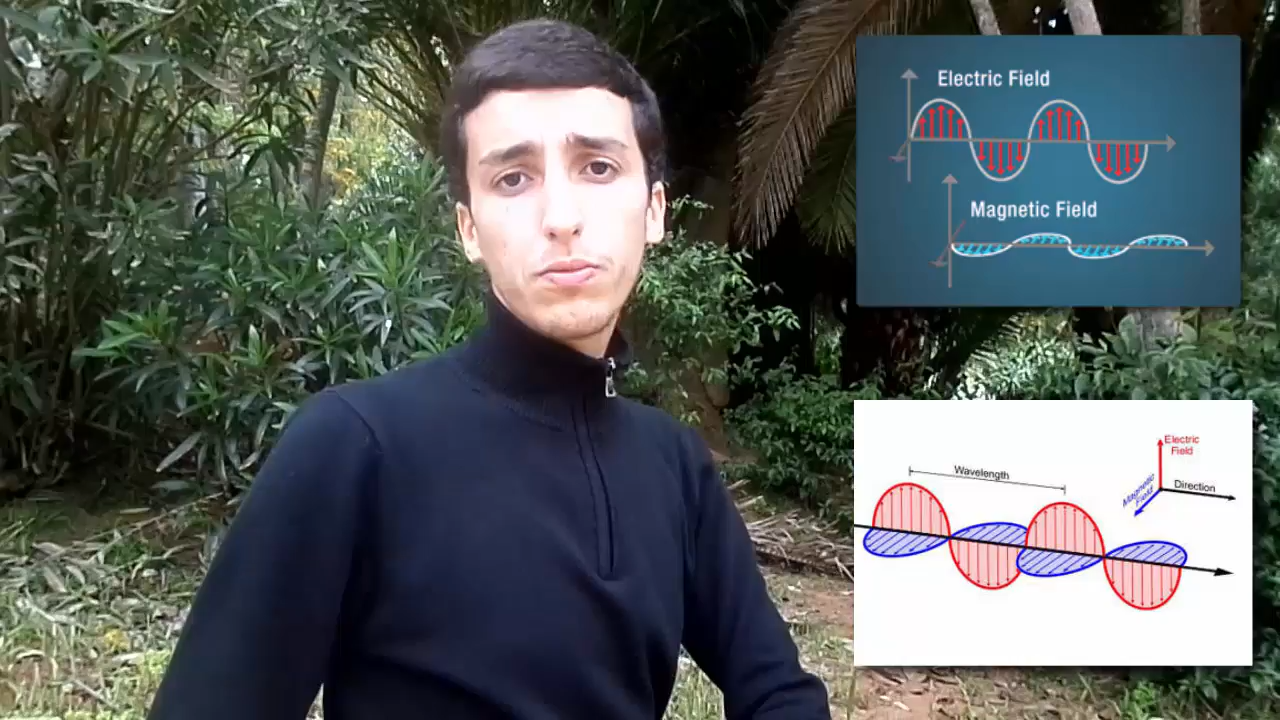 Electric Field
Magnetic Field
Electric
Field
Wavelength
Direction
Magnetic
Field